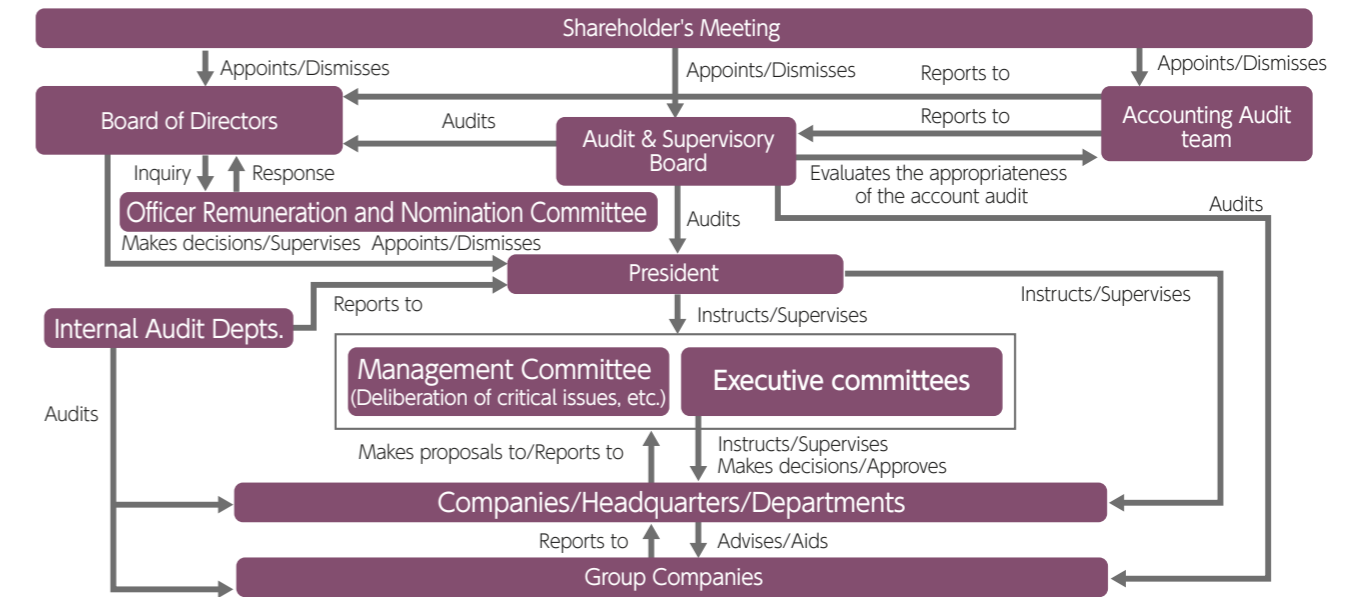 Shareholder's Meeting
Appoints/Dismisses
Appoints/Dismisses
Appoints/Dismisses
Reports to
Board of Directors
Audits
Audit & Supervisory
Board
Reports to
Accounting Audit
team
Inquiry
Response
Evaluates the appropriateness
of the account audit
Officer Remuneration and Nomination Committee
Audits
Audits
Makes decisions/Supervises Appoints/Dismisses
President
Reports to
Instructs/Supervises
Internal Audit Depts.
Instructs/Supervises
Management Committee
(Deliberation of critical issues, etc.)
Executive committees
Audits
Makes proposals to/Reports to
Instructs/Supervises
Makes decisions/Approves
Companies/Headquarters/Departments
Reports to
Advises/Aids
Group Companies